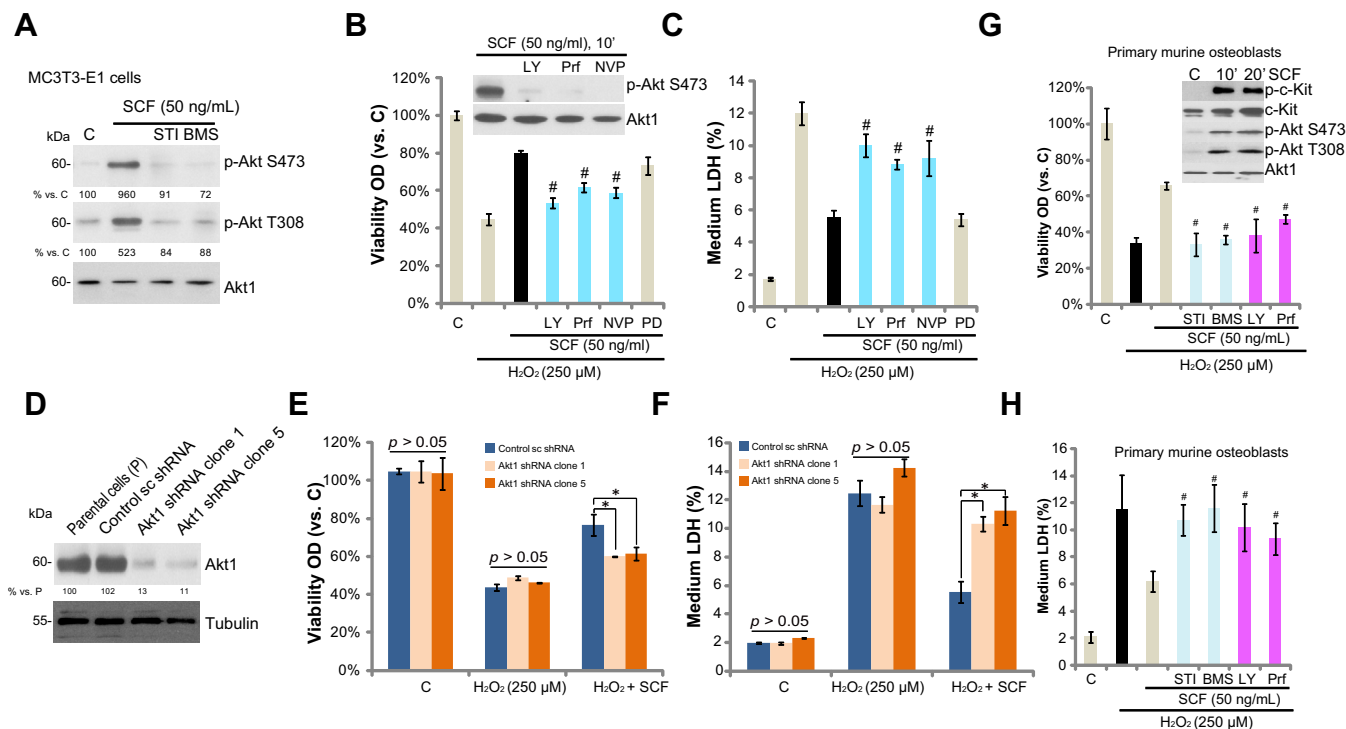 A
MC3T3-E1 cells
SCF (50 ng/mL)
kDa
C
STI BMS
60-
p-Akt S473
% vs. C 100 960 91 72
60-
p-Akt T308
% vs. C 100 523 84 88
60-
Akt1
B
SCF (50 ng/ml), 10'
LY Prf NVP
p-Akt S473
Akt1
Viability OD (vs. C)
120%
100%
80%
60%
40%
20%
0%
# # #
C
LY Prf NVP PD
SCF (50 ng/ml)
H₂O₂ (250 µM)
C
Medium LDH (%)
14
12
10
8
6
4
2
0
# # #
C
LY Prf NVP PD
SCF (50 ng/ml)
H₂O₂ (250 µM)
G
Primary murine osteoblasts
C 10' 20' SCF
p-c-Kit
c-Kit
p-Akt S473
p-Akt T308
Akt1
Viability OD (vs. C)
120%
100%
80%
60%
40%
20%
0%
# # # #
C
STI BMS LY Prf
SCF (50 ng/mL)
H₂O₂ (250 µM)
D
Parental cells (P)
Control sc shRNA
Akt1 shRNA clone 1
Akt1 shRNA clone 5
kDa
60-
Akt1
% vs. P 100 102 13 11
55-
Tubulin
E
Viability OD (vs. C)
120%
100%
80%
60%
40%
20%
0%
Control sc shRNA
Akt1 shRNA clone 1
Akt1 shRNA clone 5
p > 0.05
p > 0.05
*
*
C
H₂O₂ (250 µM)
H₂O₂ + SCF
F
Medium LDH (%)
16
14
12
10
8
6
4
2
0
Control sc shRNA
Akt1 shRNA clone 1
Akt1 shRNA clone 5
p > 0.05
p > 0.05
*
*
C
H₂O₂ (250 µM)
H₂O₂ + SCF
H
Primary murine osteoblasts
Medium LDH (%)
16
14
12
10
8
6
4
2
0
# # # #
C
STI BMS LY Prf
SCF (50 ng/mL)
H₂O₂ (250 µM)